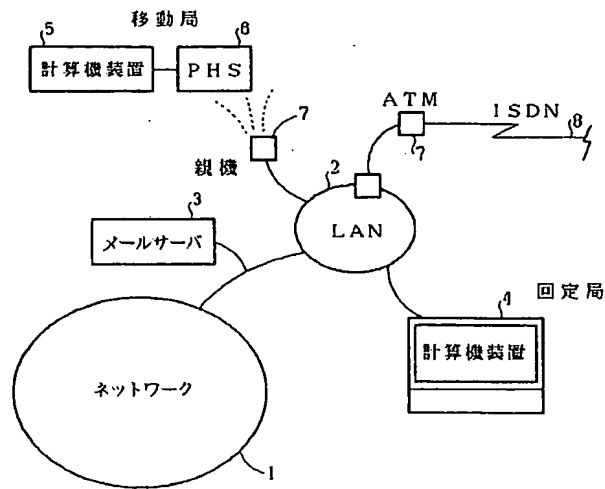 移動局
5
6
計算機装置
PHS
7
親機
ATM
7
ISDN
8
2
LAN
3
メールサーバ
4
回定局
計算機装置
ネットワーク
1